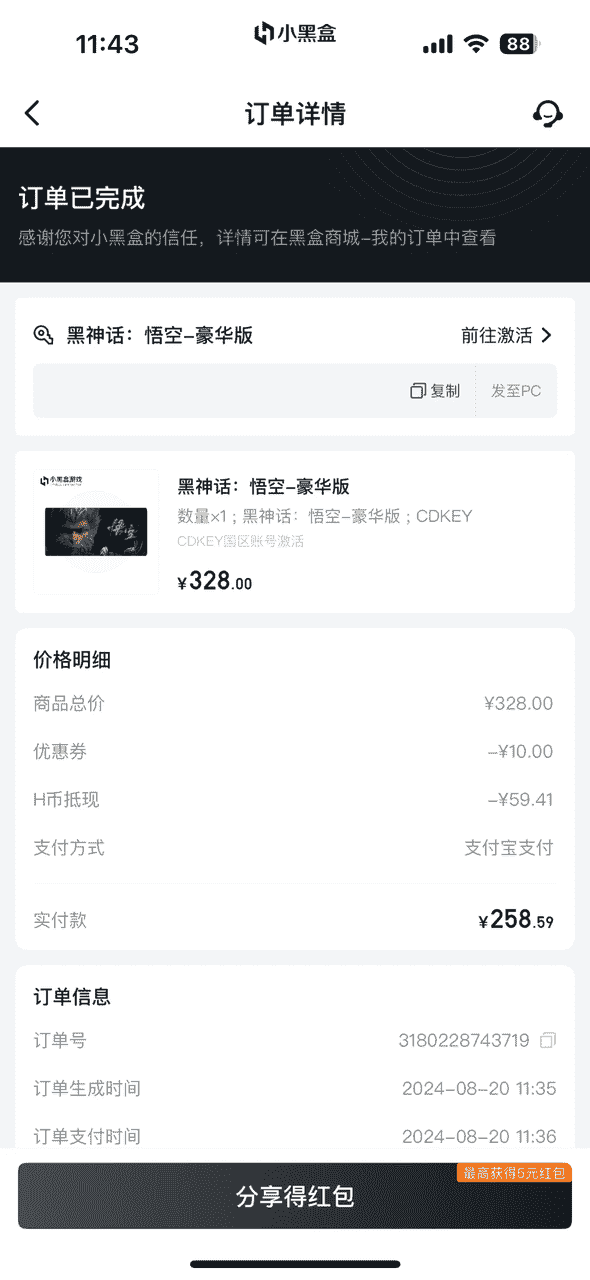 11:43
小黑盒
88
订单详情
订单已完成
感谢您对小黑盒的信任，详情可在黑盒商城-我的订单中查看
黑神话：悟空-豪华版
前往激活
复制
发至PC
小黑盒游戏
悟空
黑神话：悟空-豪华版
数量×1；黑神话：悟空-豪华版；CDKEY
CDKEY国区账号激活
¥328.00
价格明细
商品总价 ¥328.00
优惠券 -¥10.00
H币抵现 -¥59.41
支付方式 支付宝支付
实付款 ¥258.59
订单信息
订单号 3180228743719
订单生成时间 2024-08-20 11:35
订单支付时间 2024-08-20 11:36
最高获得5元红包
分享得红包